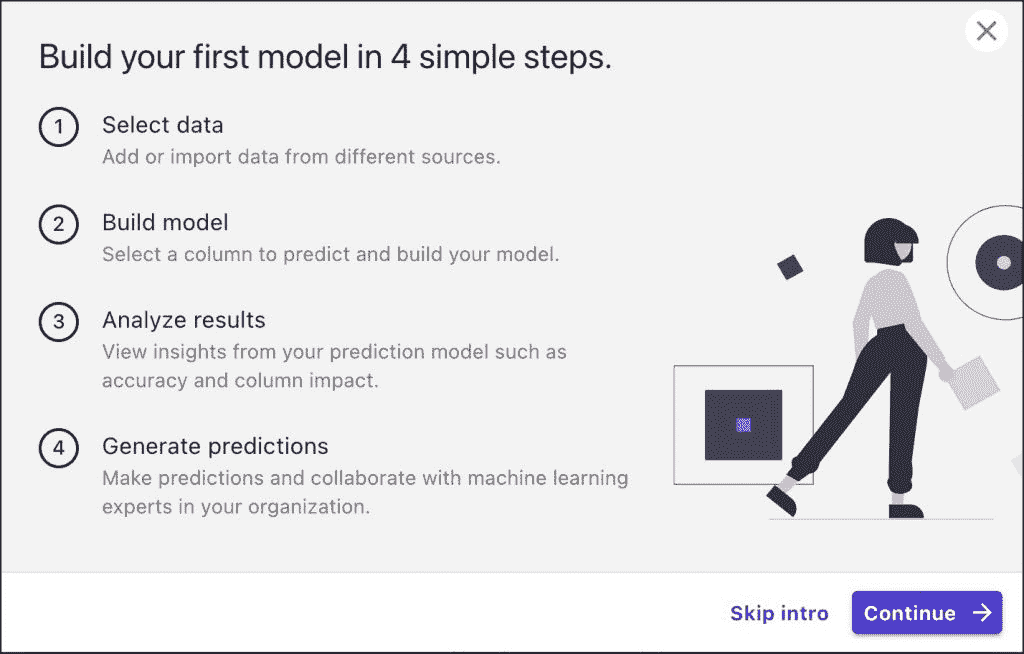 Build your first model in 4 simple steps.
1 Select data
Add or import data from different sources.
2 Build model
Select a column to predict and build your model.
3 Analyze results
View insights from your prediction model such as
accuracy and column impact.
4 Generate predictions
Make predictions and collaborate with machine learning
experts in your organization.
Skip intro Continue →